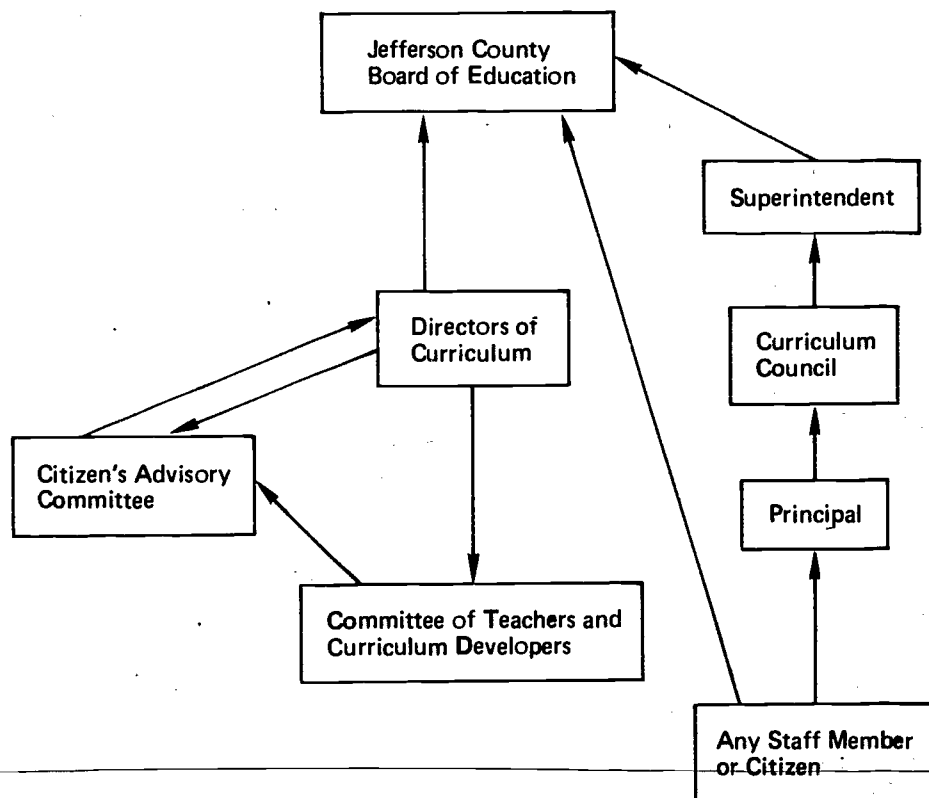 Jefferson County
Board of Education
Superintendent
Directors of
Curriculum
Curriculum
Council
Citizen's Advisory
Committee
Principal
Committee of Teachers and
Curriculum Developers
Any Staff Member
or Citizen